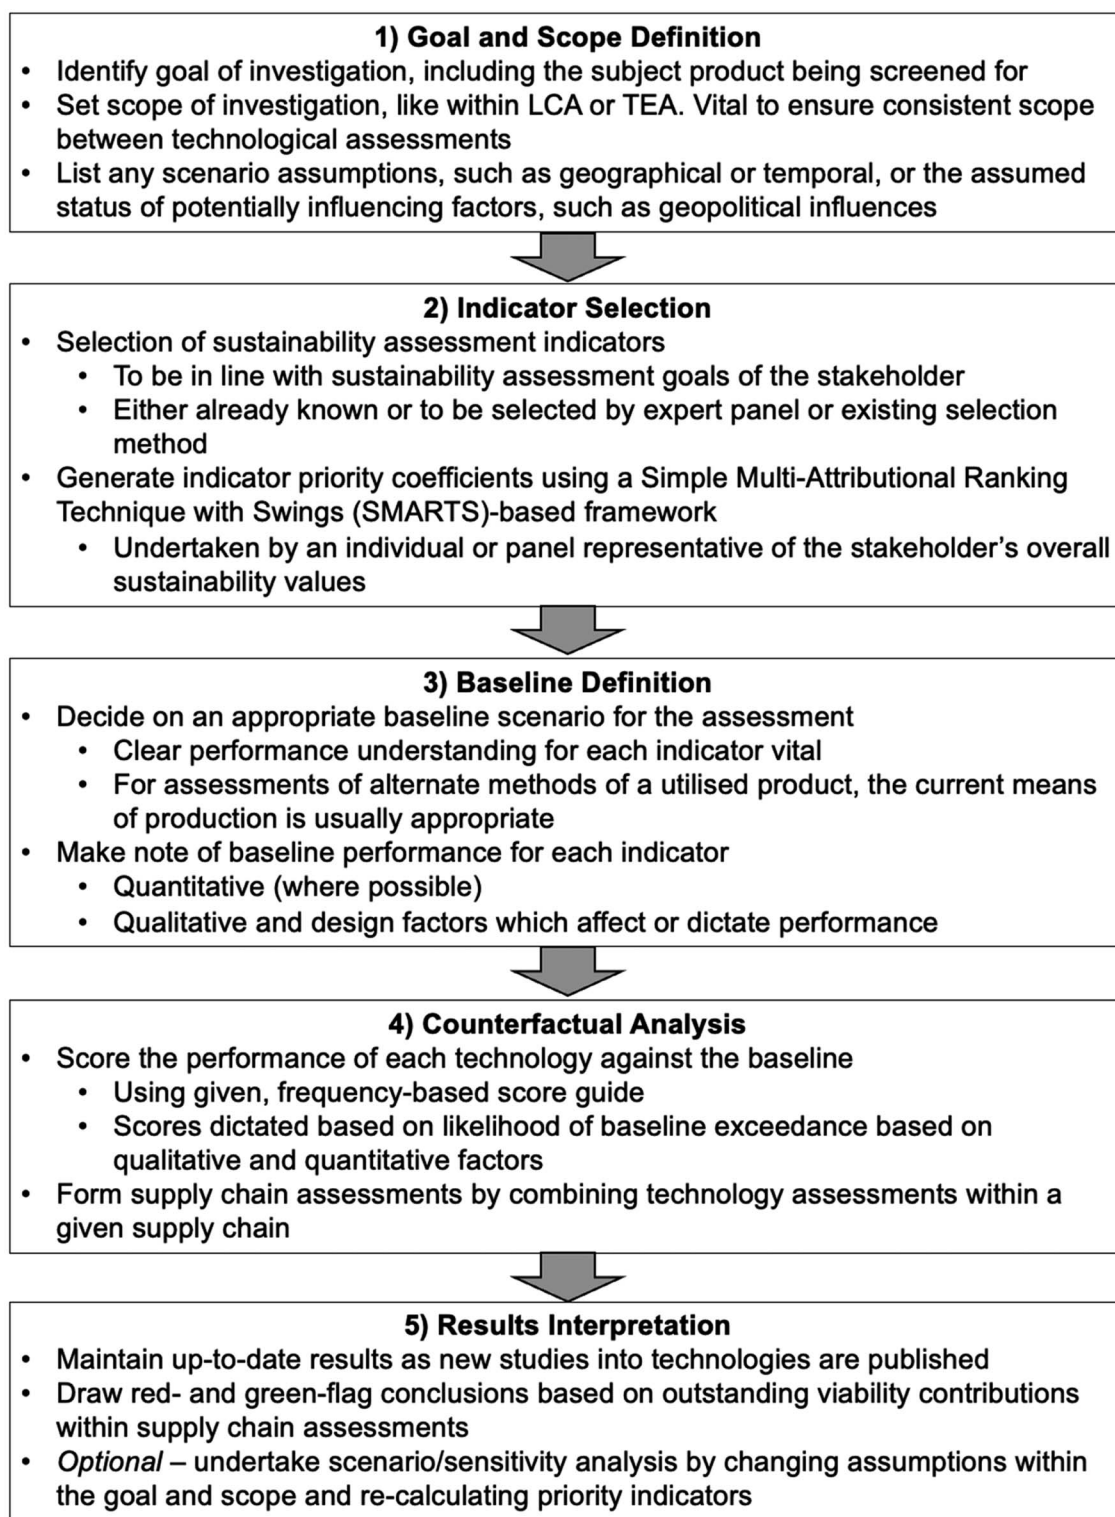 1) Goal and Scope Definition
• Identify goal of investigation, including the subject product being screened for
• Set scope of investigation, like within LCA or TEA. Vital to ensure consistent scope
between technological assessments
• List any scenario assumptions, such as geographical or temporal, or the assumed
status of potentially influencing factors, such as geopolitical influences
2) Indicator Selection
• Selection of sustainability assessment indicators
• To be in line with sustainability assessment goals of the stakeholder
• Either already known or to be selected by expert panel or existing selection
method
• Generate indicator priority coefficients using a Simple Multi-Attributional Ranking
Technique with Swings (SMARTS)-based framework
• Undertaken by an individual or panel representative of the stakeholder's overall
sustainability values
3) Baseline Definition
• Decide on an appropriate baseline scenario for the assessment
• Clear performance understanding for each indicator vital
• For assessments of alternate methods of a utilised product, the current means
of production is usually appropriate
• Make note of baseline performance for each indicator
• Quantitative (where possible)
• Qualitative and design factors which affect or dictate performance
4) Counterfactual Analysis
• Score the performance of each technology against the baseline
• Using given, frequency-based score guide
• Scores dictated based on likelihood of baseline exceedance based on
qualitative and quantitative factors
• Form supply chain assessments by combining technology assessments within a
given supply chain
5) Results Interpretation
• Maintain up-to-date results as new studies into technologies are published
• Draw red- and green-flag conclusions based on outstanding viability contributions
within supply chain assessments
• Optional – undertake scenario/sensitivity analysis by changing assumptions within
the goal and scope and re-calculating priority indicators